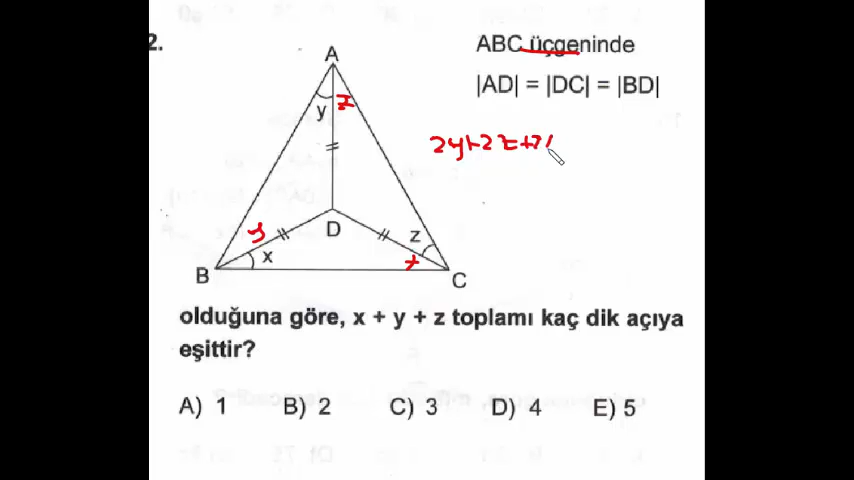 2.
ABC üçgeninde
|AD| = |DC| = |BD|
A
y z
2y+2z+2
y
D
z
B
x
x
C
olduğuna göre, x + y + z toplamı kaç dik açıya
eşittir?
A) 1 B) 2 C) 3 D) 4 E) 5